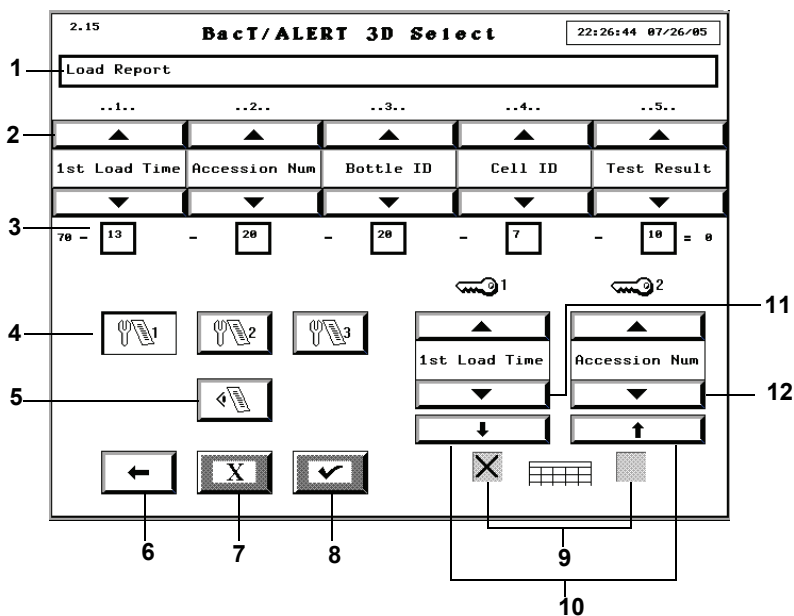 2.15 BacT/ALERT 3D Select 22:26:44 07/26/05
1 Load Report
..1.. ..2.. ..3.. ..4.. ..5..
2
1st Load Time Accession Num Bottle ID Cell ID Test Result
3 70 - 13 - 20 - 20 - 7 - 10 = 0
1 2
11
4 1 2 3
1st Load Time Accession Num
5 12
X
6 7 8 9
10